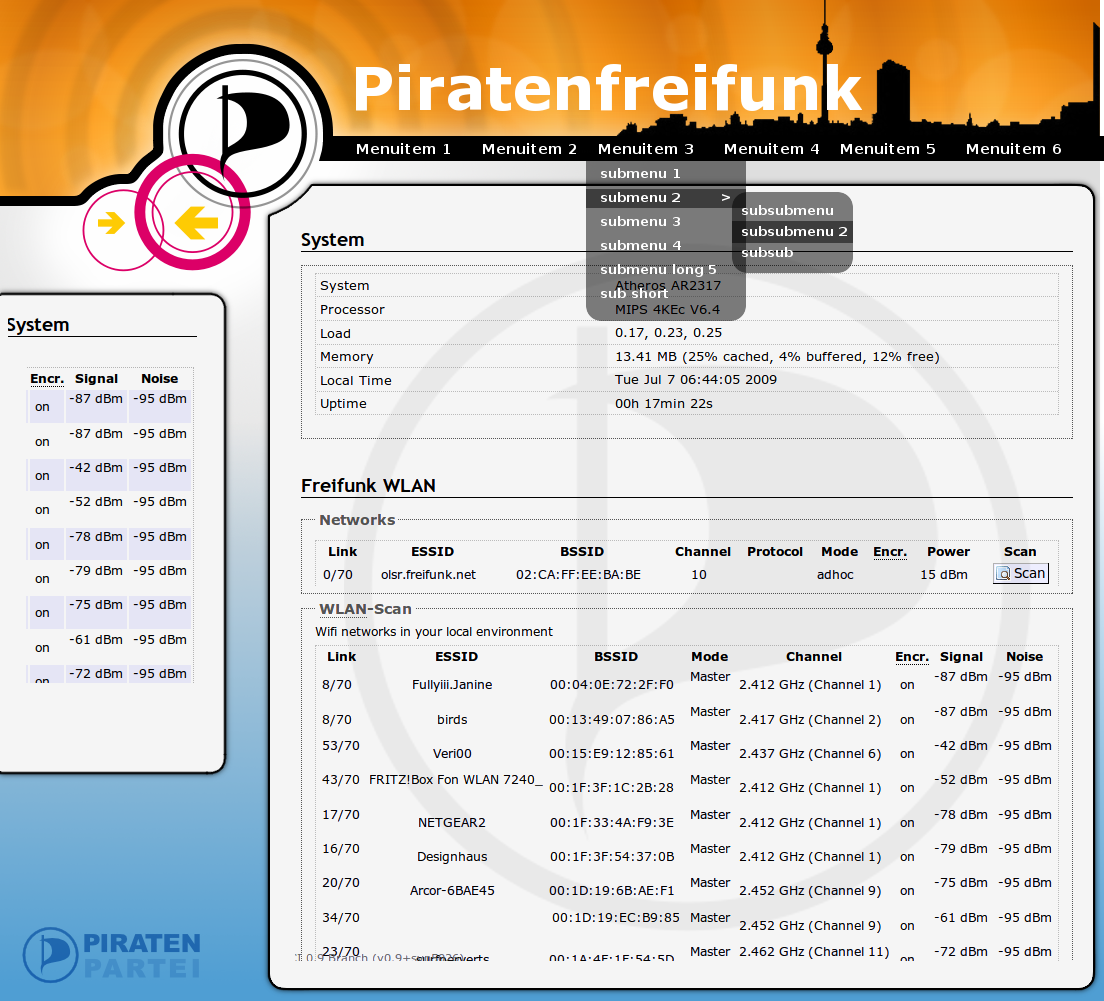 Piratenfreifunk
Menuitem 1 Menuitem 2 Menuitem 3 Menuitem 4 Menuitem 5 Menuitem 6
submenu 1
submenu 2 >
submenu 3
submenu 4
submenu long 5
sub short
subsubmenu
subsubmenu 2
subsub
System
Encr. Signal Noise
on -87 dBm -95 dBm
on -87 dBm -95 dBm
on -42 dBm -95 dBm
on -52 dBm -95 dBm
on -78 dBm -95 dBm
on -79 dBm -95 dBm
on -75 dBm -95 dBm
on -61 dBm -95 dBm
on -72 dBm -95 dBm
PIRATEN
PARTEI
System
System Atheros AR2317
Processor MIPS 4KEc V6.4
Load 0.17, 0.23, 0.25
Memory 13.41 MB (25% cached, 4% buffered, 12% free)
Local Time Tue Jul 7 06:44:05 2009
Uptime 00h 17min 22s
Freifunk WLAN
Networks
Link ESSID BSSID Channel Protocol Mode Encr. Power Scan
0/70 olsr.freifunk.net 02:CA:FF:EE:BA:BE 10 adhoc 15 dBm Scan
WLAN-Scan
Wifi networks in your local environment
Link ESSID BSSID Mode Channel Encr. Signal Noise
8/70 Fullyiii.Janine 00:04:0E:72:2F:F0 Master 2.412 GHz (Channel 1) on -87 dBm -95 dBm
8/70 birds 00:13:49:07:86:A5 Master 2.417 GHz (Channel 2) on -87 dBm -95 dBm
53/70 Veri00 00:15:E9:12:85:61 Master 2.437 GHz (Channel 6) on -42 dBm -95 dBm
43/70 FRITZ!Box Fon WLAN 7240_ 00:1F:3F:1C:2B:28 Master 2.412 GHz (Channel 1) on -52 dBm -95 dBm
17/70 NETGEAR2 00:1F:33:4A:F9:3E Master 2.412 GHz (Channel 1) on -78 dBm -95 dBm
16/70 Designhaus 00:1F:3F:54:37:0B Master 2.412 GHz (Channel 1) on -79 dBm -95 dBm
20/70 Arcor-6BAE45 00:1D:19:6B:AE:F1 Master 2.452 GHz (Channel 9) on -75 dBm -95 dBm
34/70 00:1D:19:EC:B9:85 Master 2.452 GHz (Channel 9) on -61 dBm -95 dBm
23/70 00:1A:4F:1F:54:5D Master 2.462 GHz (Channel 11) on -72 dBm -95 dBm
0.9 Branch